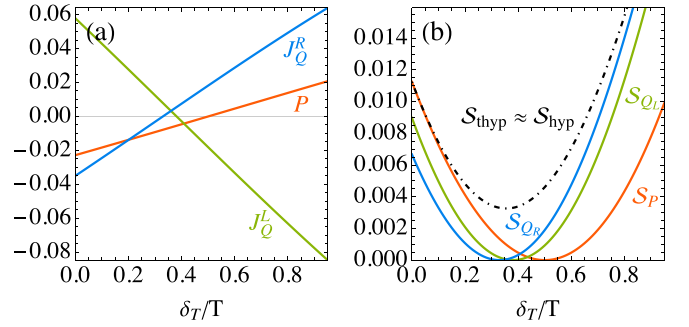 (a)
J_Q^R
P
J_Q^L
0.06
0.04
0.02
0.00
−0.02
−0.04
−0.06
−0.08
0.0 0.2 0.4 0.6 0.8
δ_T/T
(b)
S_thyp ≈ S_hyp
S_{Q_L}
S_{Q_R}
S_P
0.014
0.012
0.010
0.008
0.006
0.004
0.002
0.000
0.0 0.2 0.4 0.6 0.8
δ_T/T